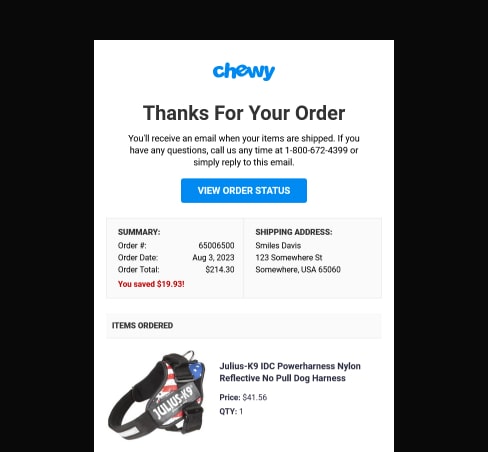 chewy
Thanks For Your Order
You'll receive an email when your items are shipped. If you
have any questions, call us any time at 1-800-672-4399 or
simply reply to this email.
VIEW ORDER STATUS
SUMMARY:
Order #: 65006500
Order Date: Aug 3, 2023
Order Total: $214.30
You saved $19.93!
SHIPPING ADDRESS:
Smiles Davis
123 Somewhere St
Somewhere, USA 65060
ITEMS ORDERED
JULIUS-K9
Julius-K9 IDC Powerharness Nylon
Reflective No Pull Dog Harness
Price: $41.56
QTY: 1